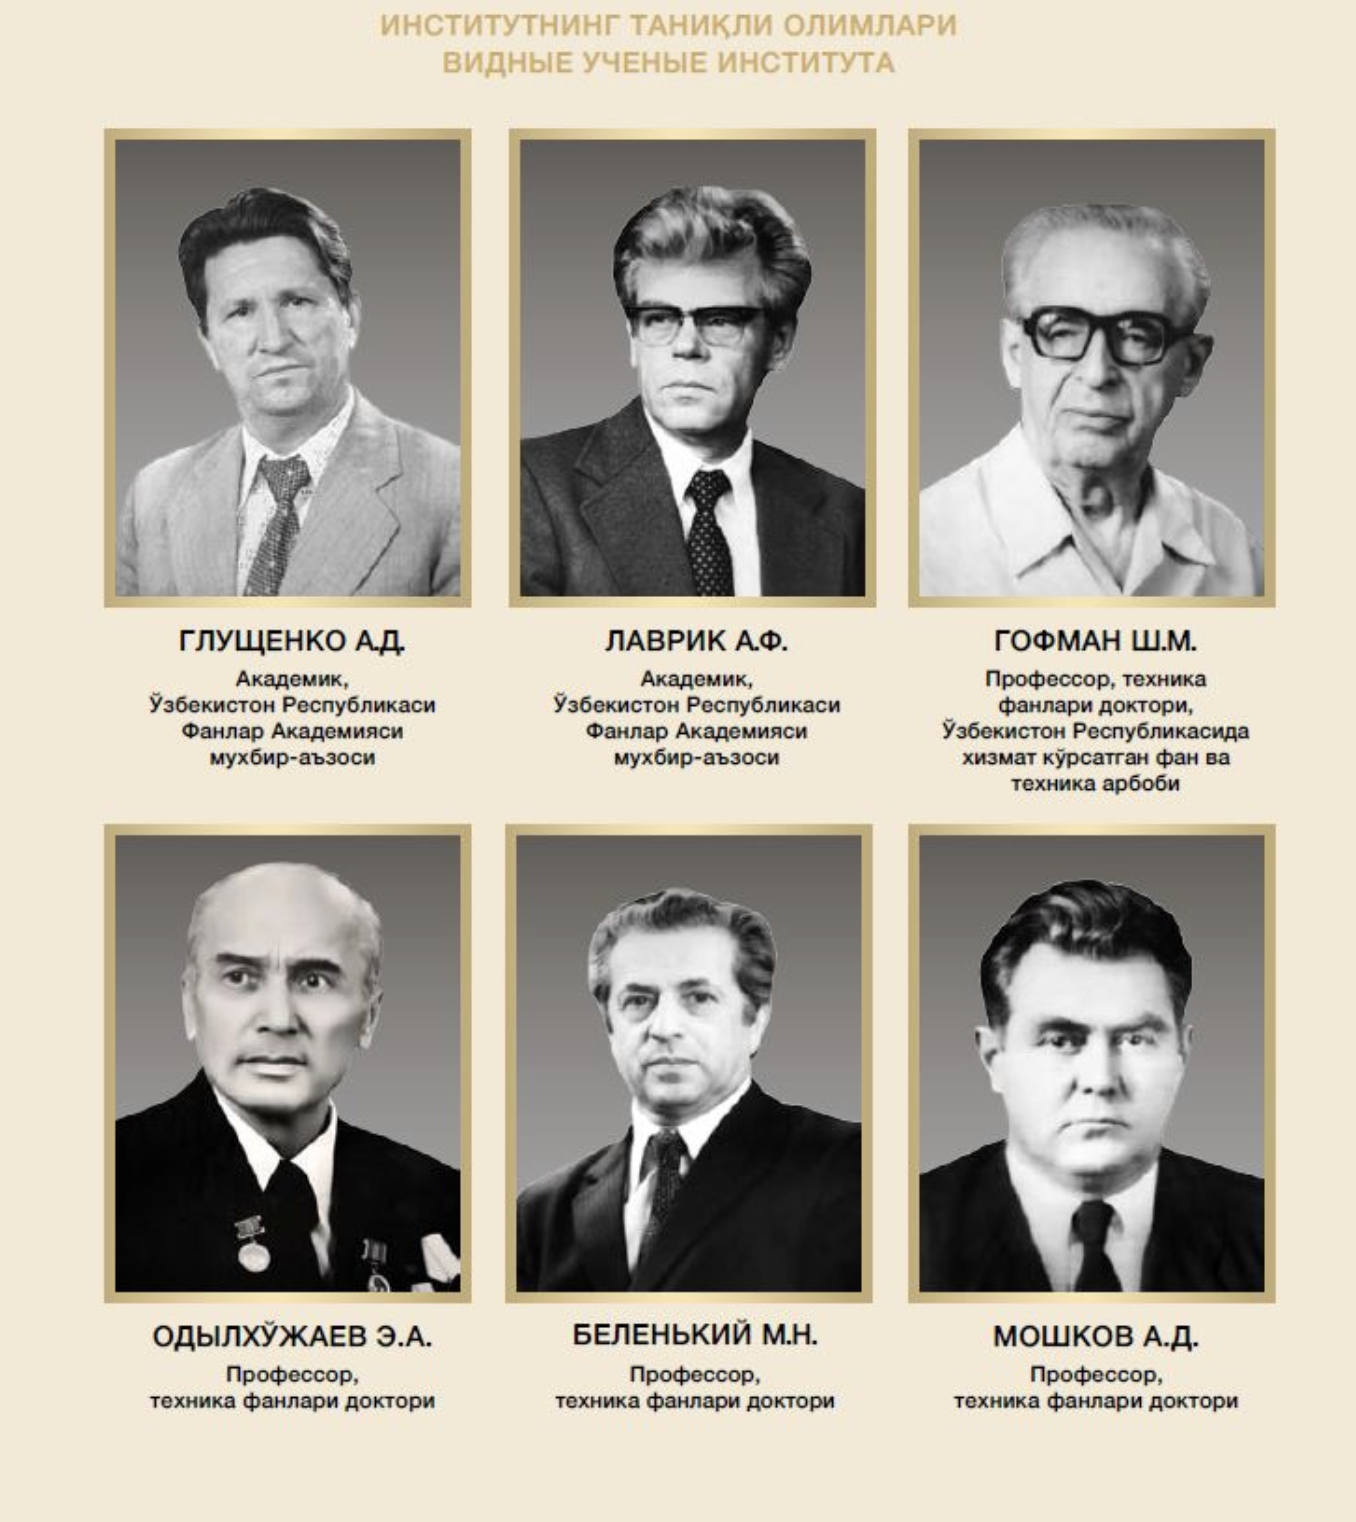 ИНСТИТУТНИНГ ТАНИҚЛИ ОЛИМЛАРИ
ВИДНЫЕ УЧЕНЫЕ ИНСТИТУТА
ГЛУЩЕНКО А.Д.
Академик,
Ўзбекистон Республикаси
Фанлар Академияси
мухбир-аъзоси
ЛАВРИК А.Ф.
Академик,
Ўзбекистон Республикаси
Фанлар Академияси
мухбир-аъзоси
ГОФМАН Ш.М.
Профессор, техника
фанлари доктори,
Ўзбекистон Республикасида
хизмат кўрсатган фан ва
техника арбоби
ОДЫЛХЎЖАЕВ Э.А.
Профессор,
техника фанлари доктори
БЕЛЕНЬКИЙ М.Н.
Профессор,
техника фанлари доктори
МОШКОВ А.Д.
Профессор,
техника фанлари доктори